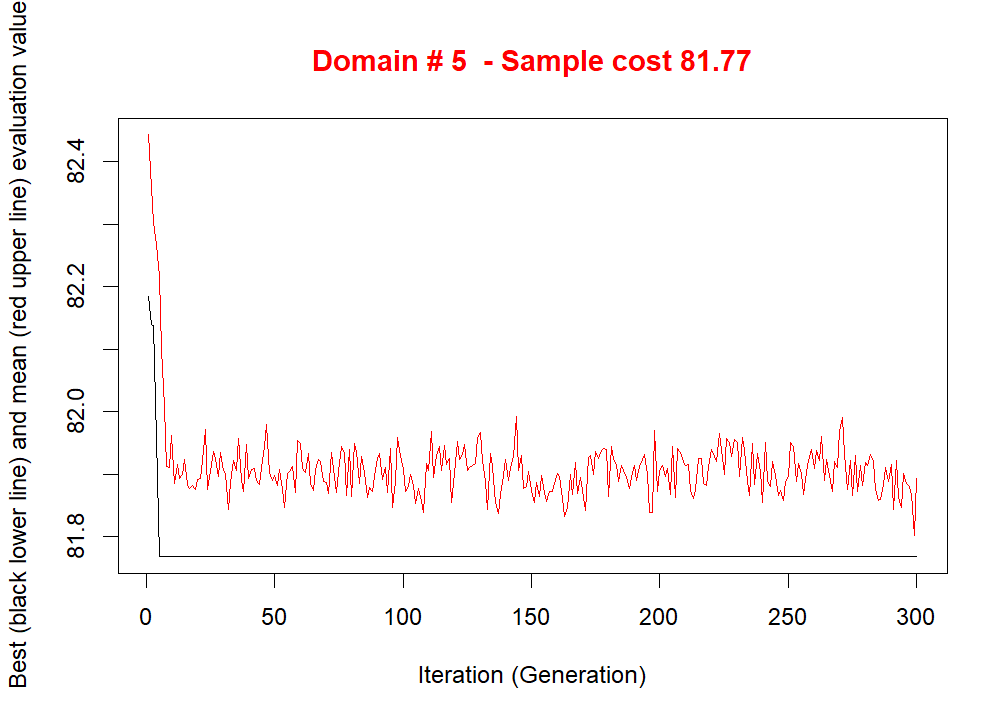 Domain # 5  - Sample cost 81.77
Best (black lower line) and mean (red upper line) evaluation value
82.4
82.2
82.0
81.8
0 50 100 150 200 250 300
Iteration (Generation)